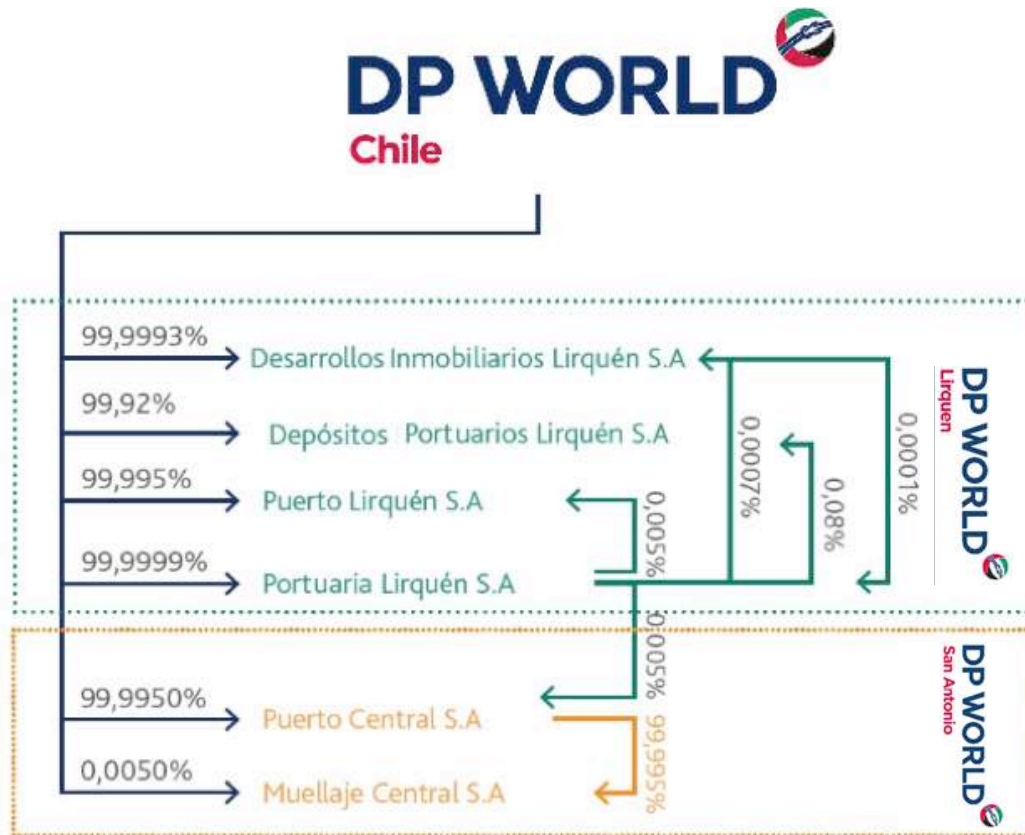 DP WORLD
Chile
99,9993%
Desarrollos Inmobiliarios Lirquén S.A
99,92%
Depósitos Portuarios Lirquén S.A
99,995%
Puerto Lirquén S.A
99,9999%
Portuaria Lirquén S.A
0,005%
0,0007%
0,08%
0,0001%
DP WORLD
Lirquen
0,005%
99,9950%
Puerto Central S.A
0,0050%
Muellaje Central S.A
99,995%
DP WORLD
San Antonio